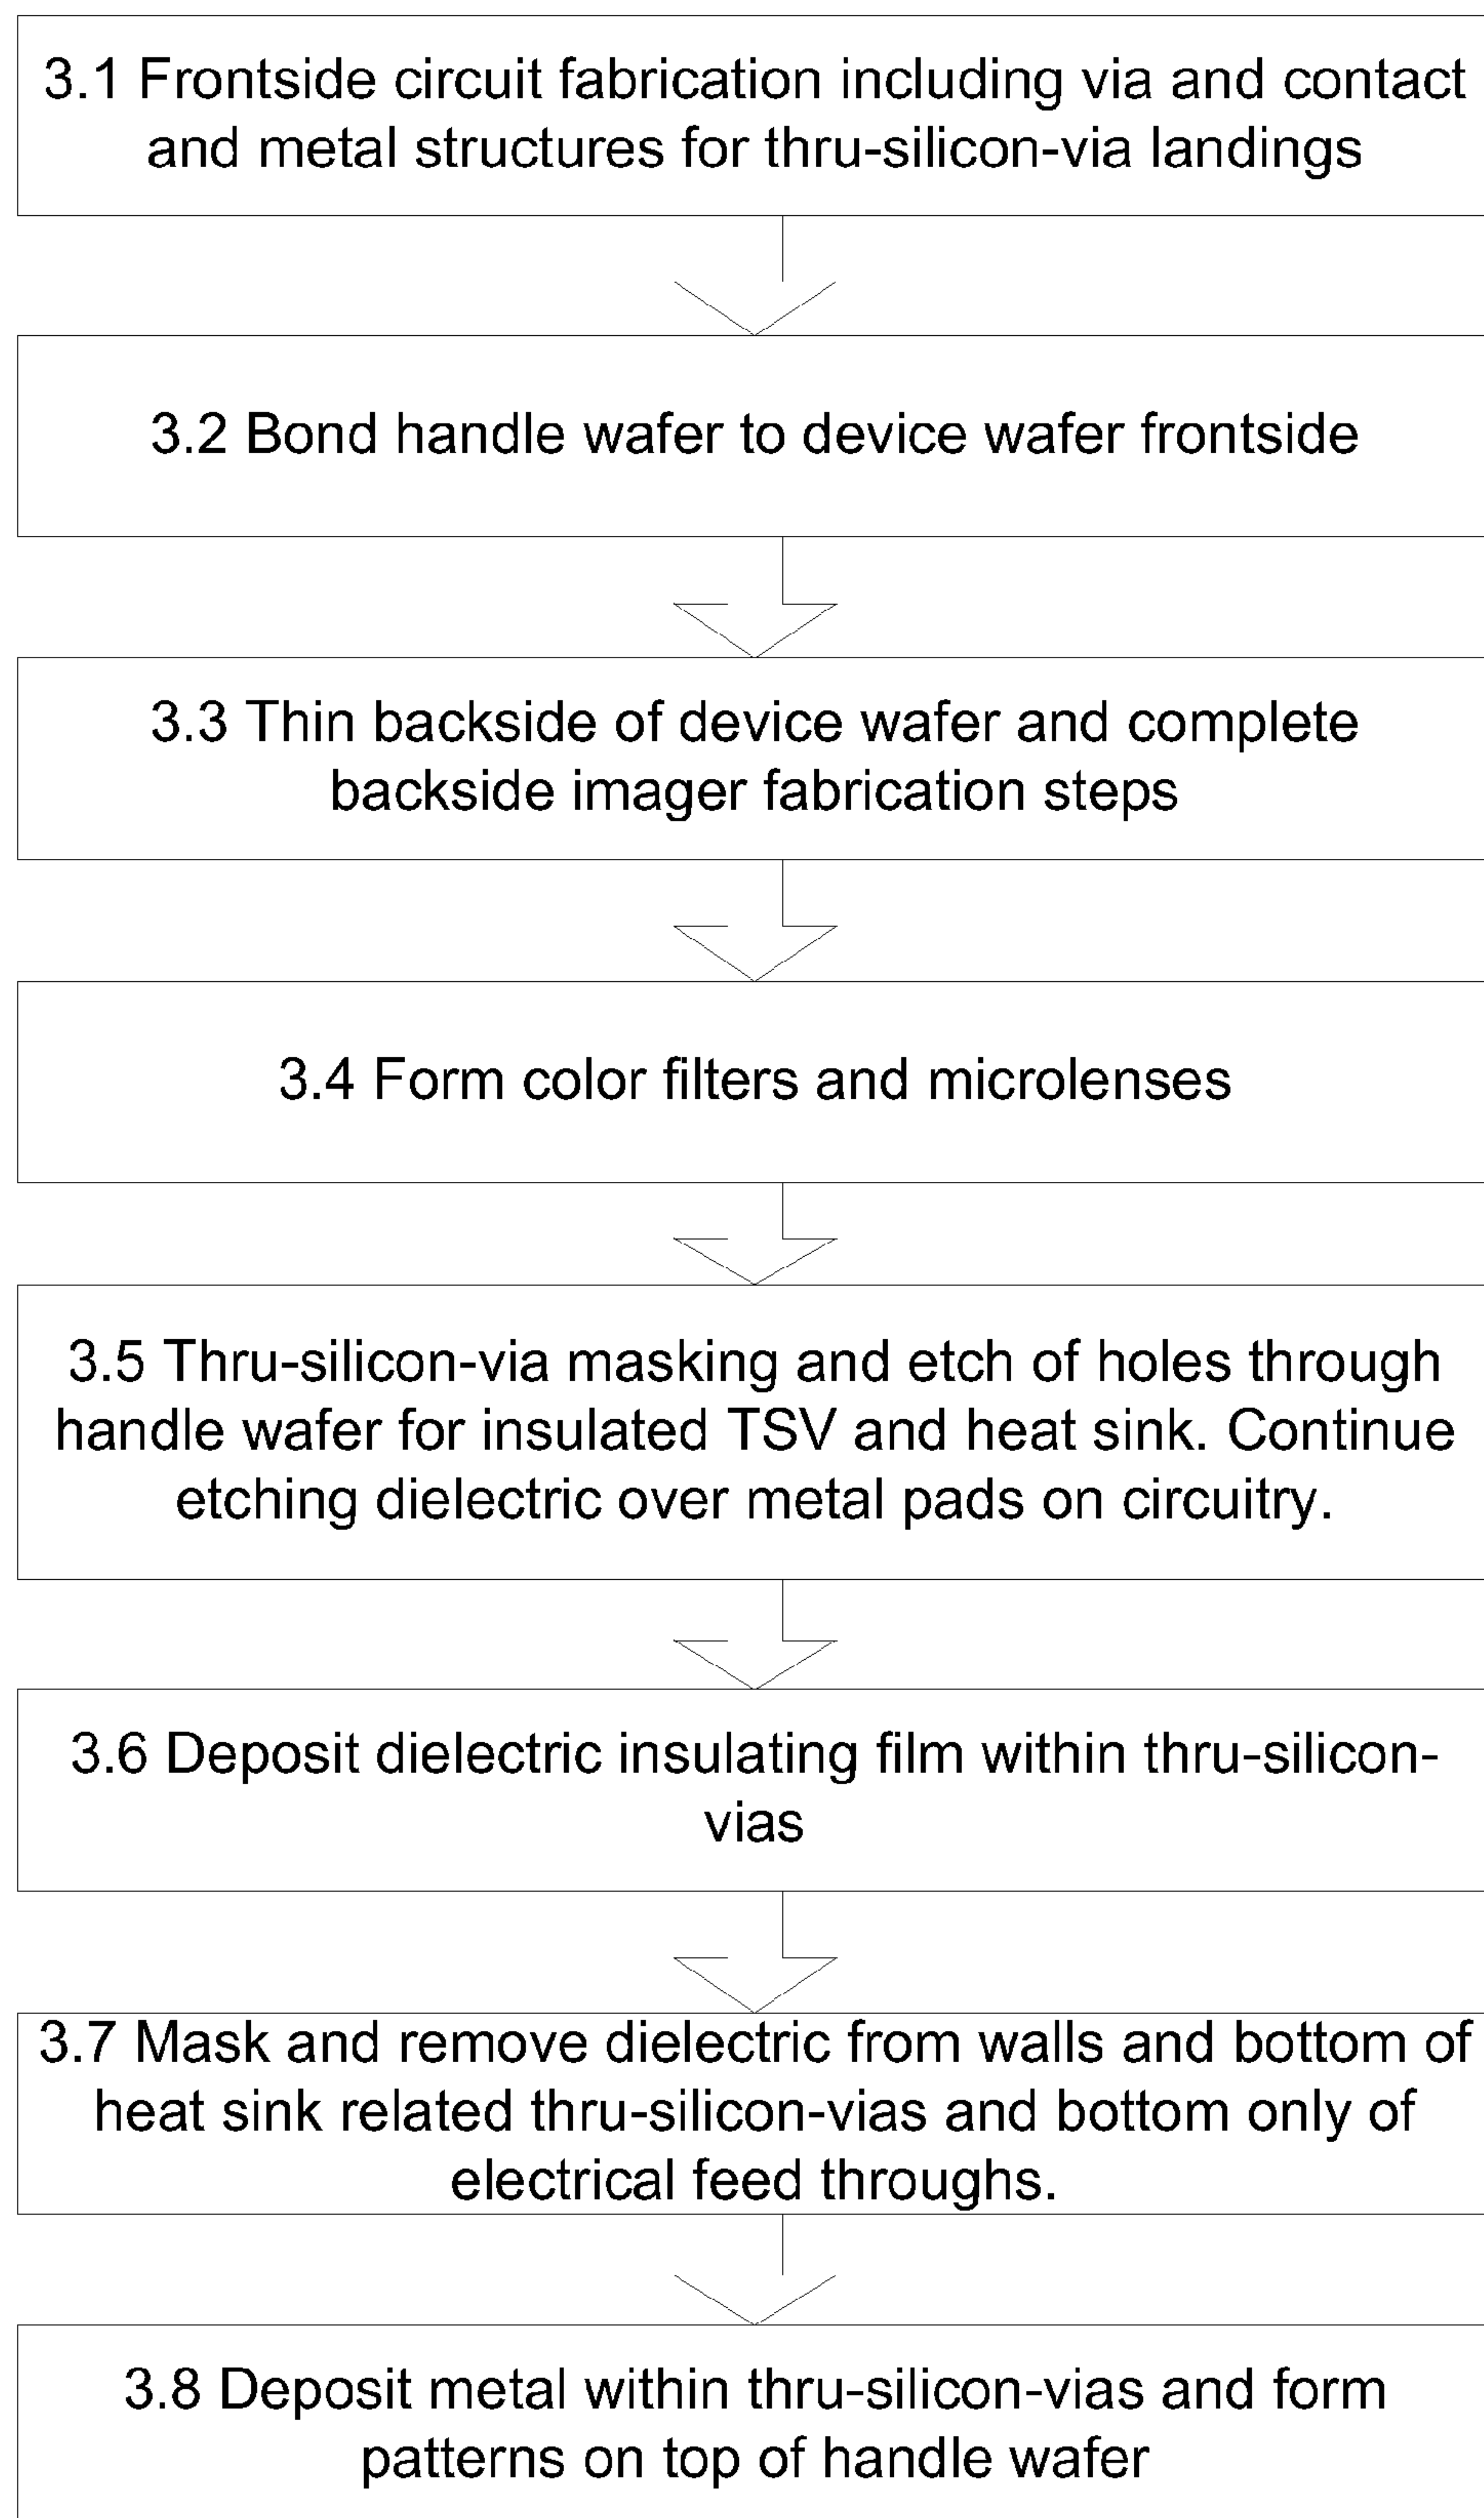 3.1 Frontside circuit fabrication including via and contact
and metal structures for thru-silicon-via landings
3.2 Bond handle wafer to device wafer frontside
3.3 Thin backside of device wafer and complete
backside imager fabrication steps
3.4 Form color filters and microlenses
3.5 Thru-silicon-via masking and etch of holes through
handle wafer for insulated TSV and heat sink. Continue
etching dielectric over metal pads on circuitry.
3.6 Deposit dielectric insulating film within thru-silicon-
vias
3.7 Mask and remove dielectric from walls and bottom of
heat sink related thru-silicon-vias and bottom only of
electrical feed throughs.
3.8 Deposit metal within thru-silicon-vias and form
patterns on top of handle wafer